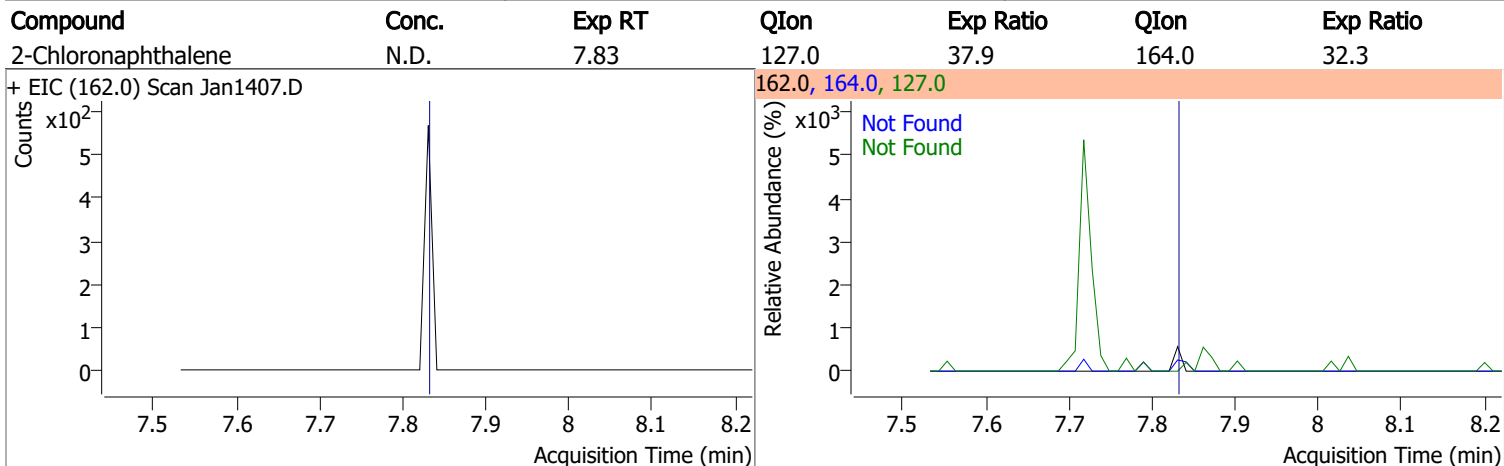 Compound Conc. Exp RT QIon Exp Ratio QIon Exp Ratio
2-Chloronaphthalene N.D. 7.83 127.0 37.9 164.0 32.3
+ EIC (162.0) Scan Jan1407.D
Counts
x10²
5
4
3
2
1
0
7.5 7.6 7.7 7.8 7.9 8 8.1 8.2
Acquisition Time (min)
162.0, 164.0, 127.0
Relative Abundance (%)
x10³
Not Found
Not Found
5
4
3
2
1
0
7.5 7.6 7.7 7.8 7.9 8 8.1 8.2
Acquisition Time (min)